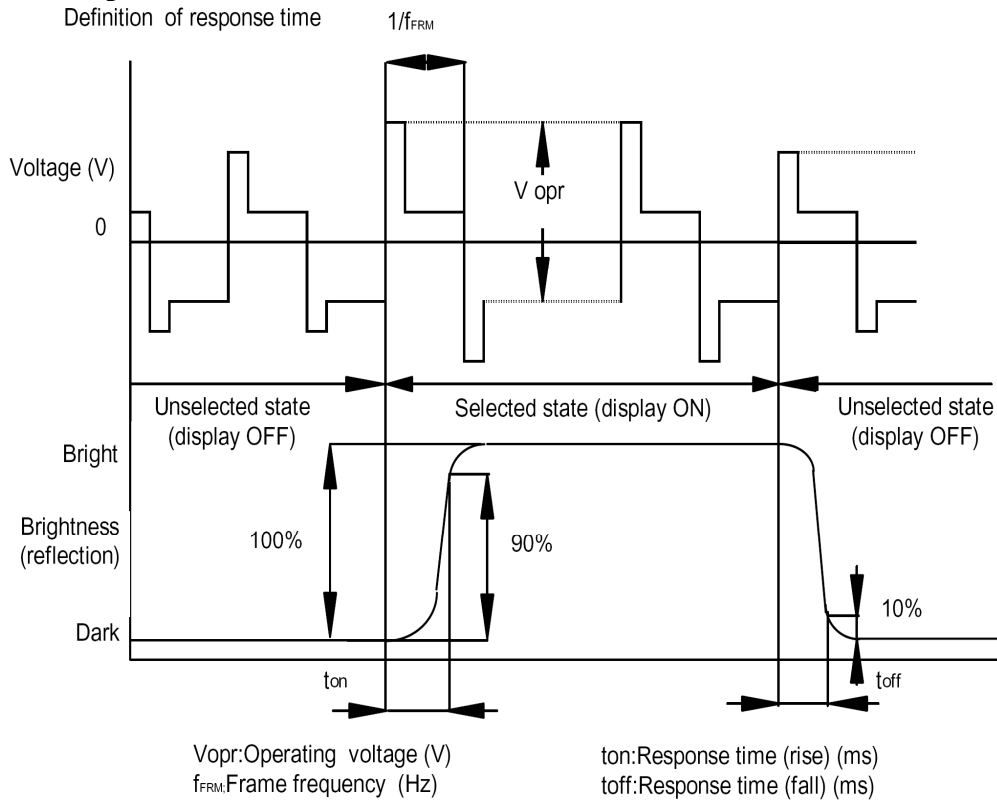 Definition of response time
1/fFRM
Voltage (V)
V opr
0
Unselected state
(display OFF)
Selected state (display ON)
Unselected state
(display OFF)
Bright
100%
90%
Brightness
(reflection)
10%
Dark
ton
toff
Vopr:Operating voltage (V)
fFRM:Frame frequency (Hz)
ton:Response time (rise) (ms)
toff:Response time (fall) (ms)